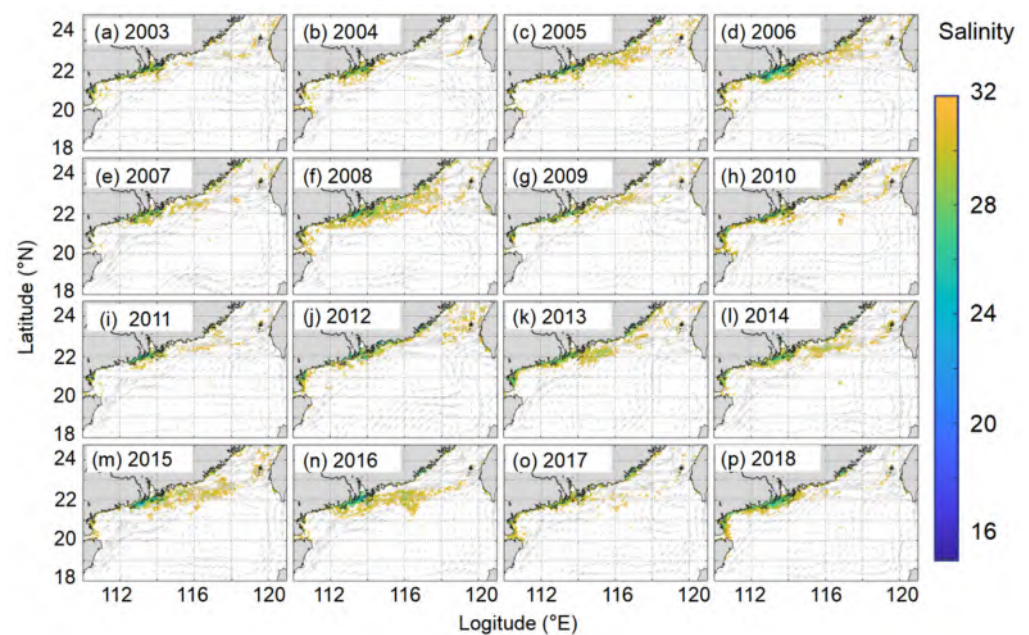 (a) 2003
(b) 2004
(c) 2005
(d) 2006
Salinity
24
22
20
18
(e) 2007
(f) 2008
(g) 2009
(h) 2010
24
22
20
18
(i) 2011
(j) 2012
(k) 2013
(l) 2014
24
22
20
18
(m) 2015
(n) 2016
(o) 2017
(p) 2018
24
22
20
18
112 116 120 112 116 120 112 116 120 112 116 120
Logitude (°E)
Latitude (°N)
32
28
24
20
16